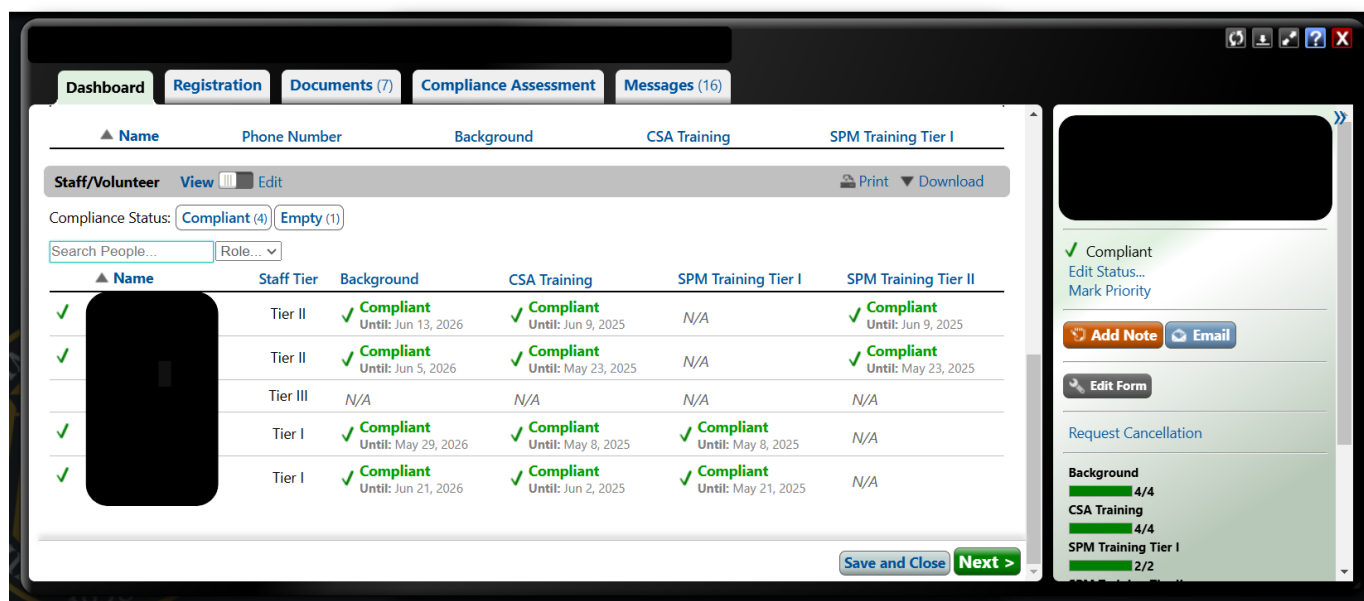 Dashboard Registration Documents (7) Compliance Assessment Messages (16)
Name Phone Number Background CSA Training SPM Training Tier I
Staff/Volunteer View Edit Print Download
Compliance Status: Compliant (4) Empty (1)
Search People... Role...
Name Staff Tier Background CSA Training SPM Training Tier I SPM Training Tier II
Tier II Compliant Compliant N/A Compliant
Until: Jun 13, 2026 Until: Jun 9, 2025 Until: Jun 9, 2025
Tier II Compliant Compliant N/A Compliant
Until: Jun 5, 2026 Until: May 23, 2025 Until: May 23, 2025
Tier III N/A N/A N/A N/A
Tier I Compliant Compliant Compliant N/A
Until: May 29, 2026 Until: May 8, 2025 Until: May 8, 2025
Tier I Compliant Compliant Compliant N/A
Until: Jun 21, 2026 Until: Jun 2, 2025 Until: May 21, 2025
Save and Close Next >
Compliant
Edit Status...
Mark Priority
Add Note Email
Edit Form
Request Cancellation
Background
4/4
CSA Training
4/4
SPM Training Tier I
2/2